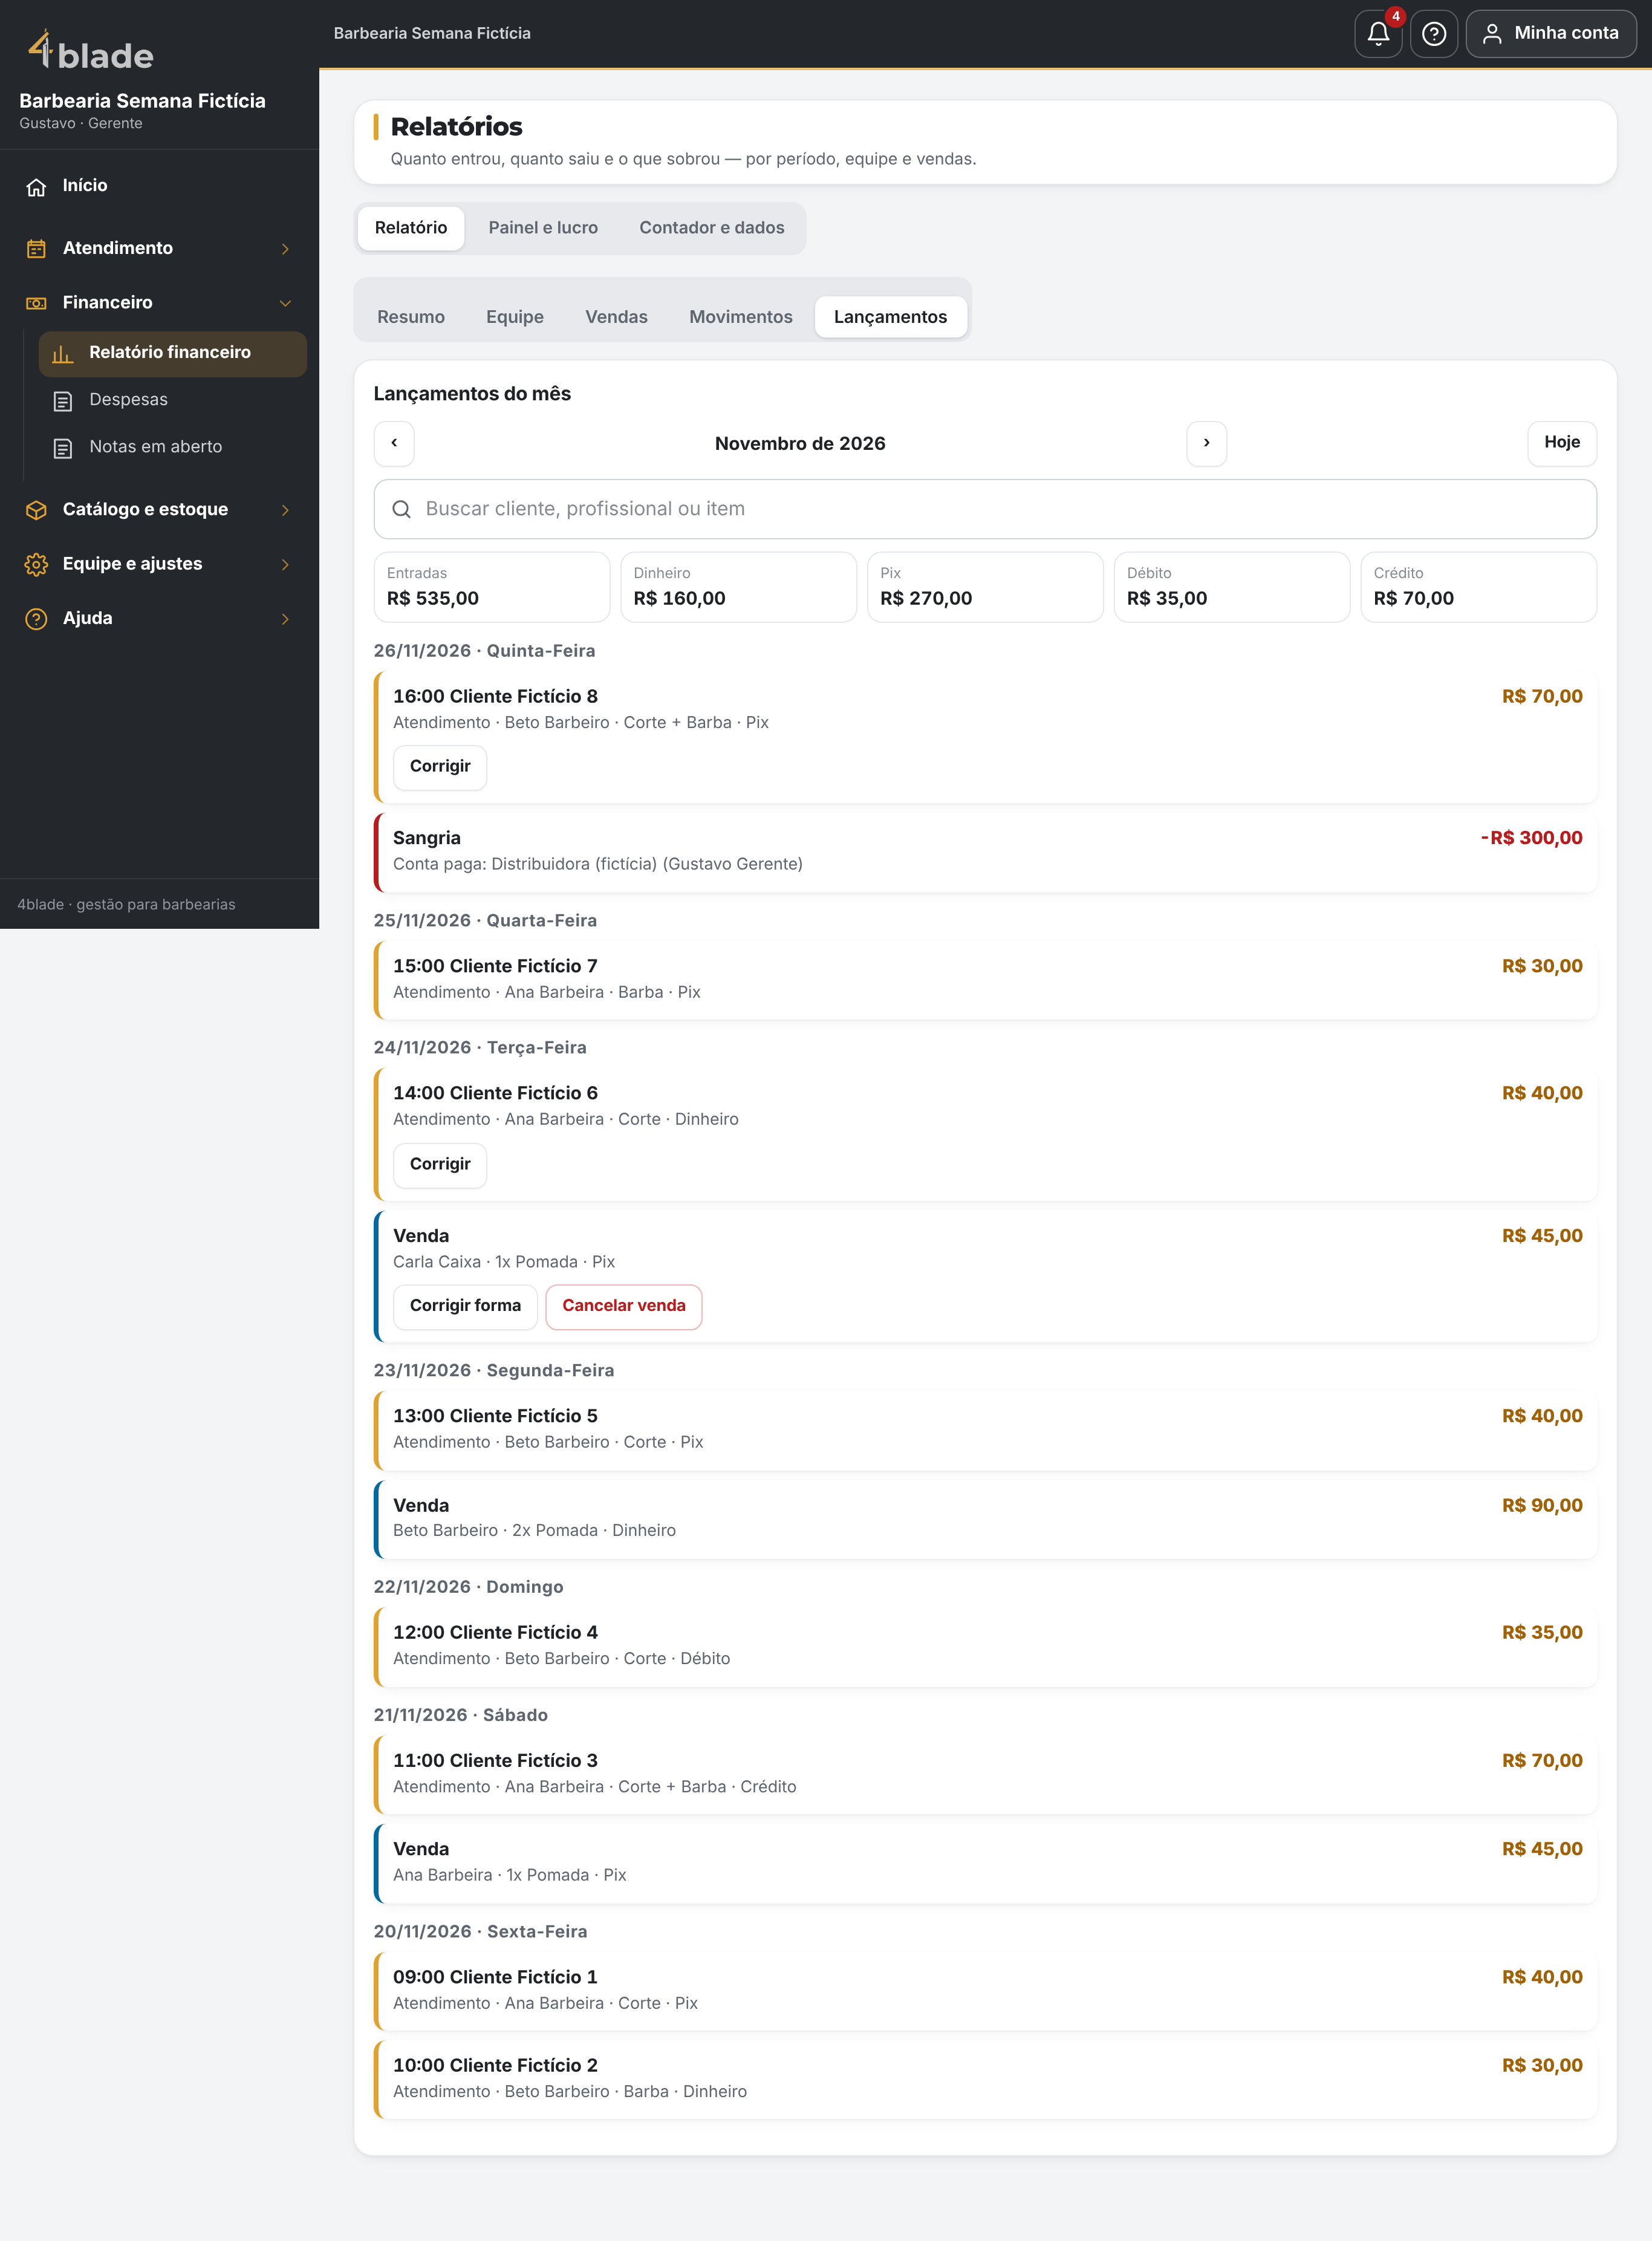 4blade
Barbearia Semana Fictícia
Gustavo · Gerente
Início
Atendimento
Financeiro
Relatório financeiro
Despesas
Notas em aberto
Catálogo e estoque
Equipe e ajustes
Ajuda
4blade · gestão para barbearias
Barbearia Semana Fictícia
4
Minha conta
Relatórios
Quanto entrou, quanto saiu e o que sobrou — por período, equipe e vendas.
Relatório Painel e lucro Contador e dados
Resumo Equipe Vendas Movimentos Lançamentos
Lançamentos do mês
‹ Novembro de 2026 › Hoje
Buscar cliente, profissional ou item
Entradas Dinheiro Pix Débito Crédito
R$ 535,00 R$ 160,00 R$ 270,00 R$ 35,00 R$ 70,00
26/11/2026 · Quinta-Feira
16:00 Cliente Fictício 8 R$ 70,00
Atendimento · Beto Barbeiro · Corte + Barba · Pix
Corrigir
Sangria -R$ 300,00
Conta paga: Distribuidora (fictícia) (Gustavo Gerente)
25/11/2026 · Quarta-Feira
15:00 Cliente Fictício 7 R$ 30,00
Atendimento · Ana Barbeira · Barba · Pix
24/11/2026 · Terça-Feira
14:00 Cliente Fictício 6 R$ 40,00
Atendimento · Ana Barbeira · Corte · Dinheiro
Corrigir
Venda R$ 45,00
Carla Caixa · 1x Pomada · Pix
Corrigir forma Cancelar venda
23/11/2026 · Segunda-Feira
13:00 Cliente Fictício 5 R$ 40,00
Atendimento · Beto Barbeiro · Corte · Pix
Venda R$ 90,00
Beto Barbeiro · 2x Pomada · Dinheiro
22/11/2026 · Domingo
12:00 Cliente Fictício 4 R$ 35,00
Atendimento · Beto Barbeiro · Corte · Débito
21/11/2026 · Sábado
11:00 Cliente Fictício 3 R$ 70,00
Atendimento · Ana Barbeira · Corte + Barba · Crédito
Venda R$ 45,00
Ana Barbeira · 1x Pomada · Pix
20/11/2026 · Sexta-Feira
09:00 Cliente Fictício 1 R$ 40,00
Atendimento · Ana Barbeira · Corte · Pix
10:00 Cliente Fictício 2 R$ 30,00
Atendimento · Beto Barbeiro · Barba · Dinheiro